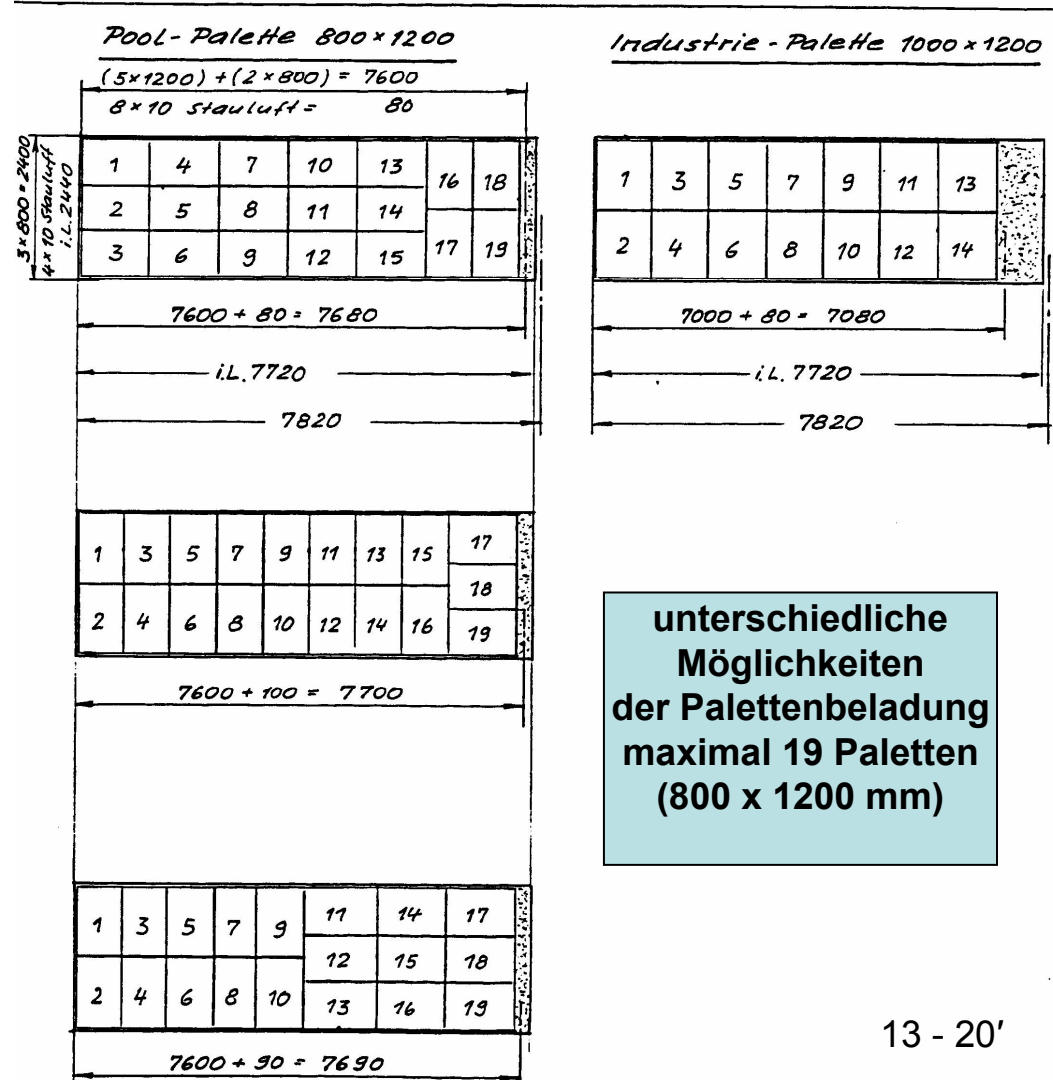 Pool-Palette 800 × 1200
(5×1200) + (2 × 800) = 7600
8 × 10 Stauluft = 80
3 × 800 = 2400
4 × 10 Stauluft
i.L. 2440
1 4 7 10 13 16 18
2 5 8 11 14
3 6 9 12 15 17 19
7600 + 80 = 7680
i.L. 7720
7820
Industrie - Palette 1000 × 1200
1 3 5 7 9 11 13
2 4 6 8 10 12 14
7000 + 80 = 7080
i.L. 7720
7820
1 3 5 7 9 11 13 15 17
18
2 4 6 8 10 12 14 16 19
7600 + 100 = 7700
unterschiedliche
Möglichkeiten
der Palettenbeladung
maximal 19 Paletten
(800 x 1200 mm)
1 3 5 7 9 11 14 17
12 15 18
2 4 6 8 10 13 16 19
7600 + 90 = 7690
13 - 20'